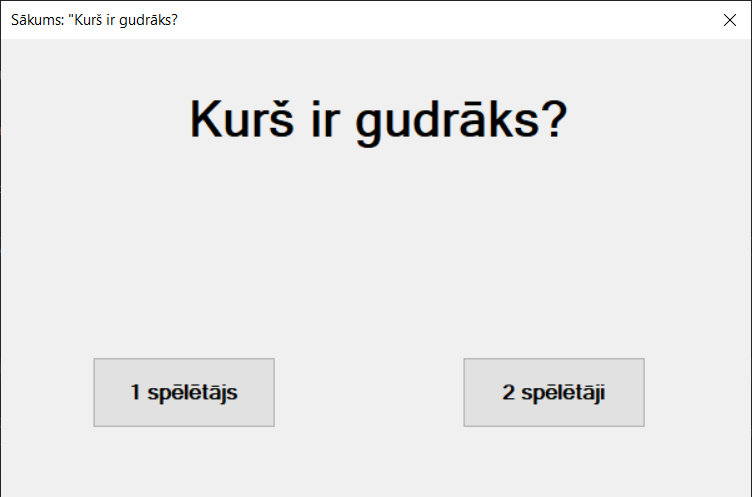 Sākums: "Kurš ir gudrāks?
Kurš ir gudrāks?
1 spēlētājs
2 spēlētāji